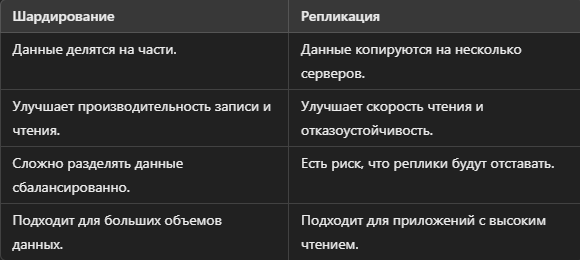 Шардирование
Репликация
Данные делятся на части.
Данные копируются на несколько
серверов.
Улучшает производительность записи и
чтения.
Улучшает скорость чтения и
отказоустойчивость.
Сложно разделять данные
сбалансированно.
Есть риск, что реплики будут отставать.
Подходит для больших объемов
данных.
Подходит для приложений с высоким
чтением.